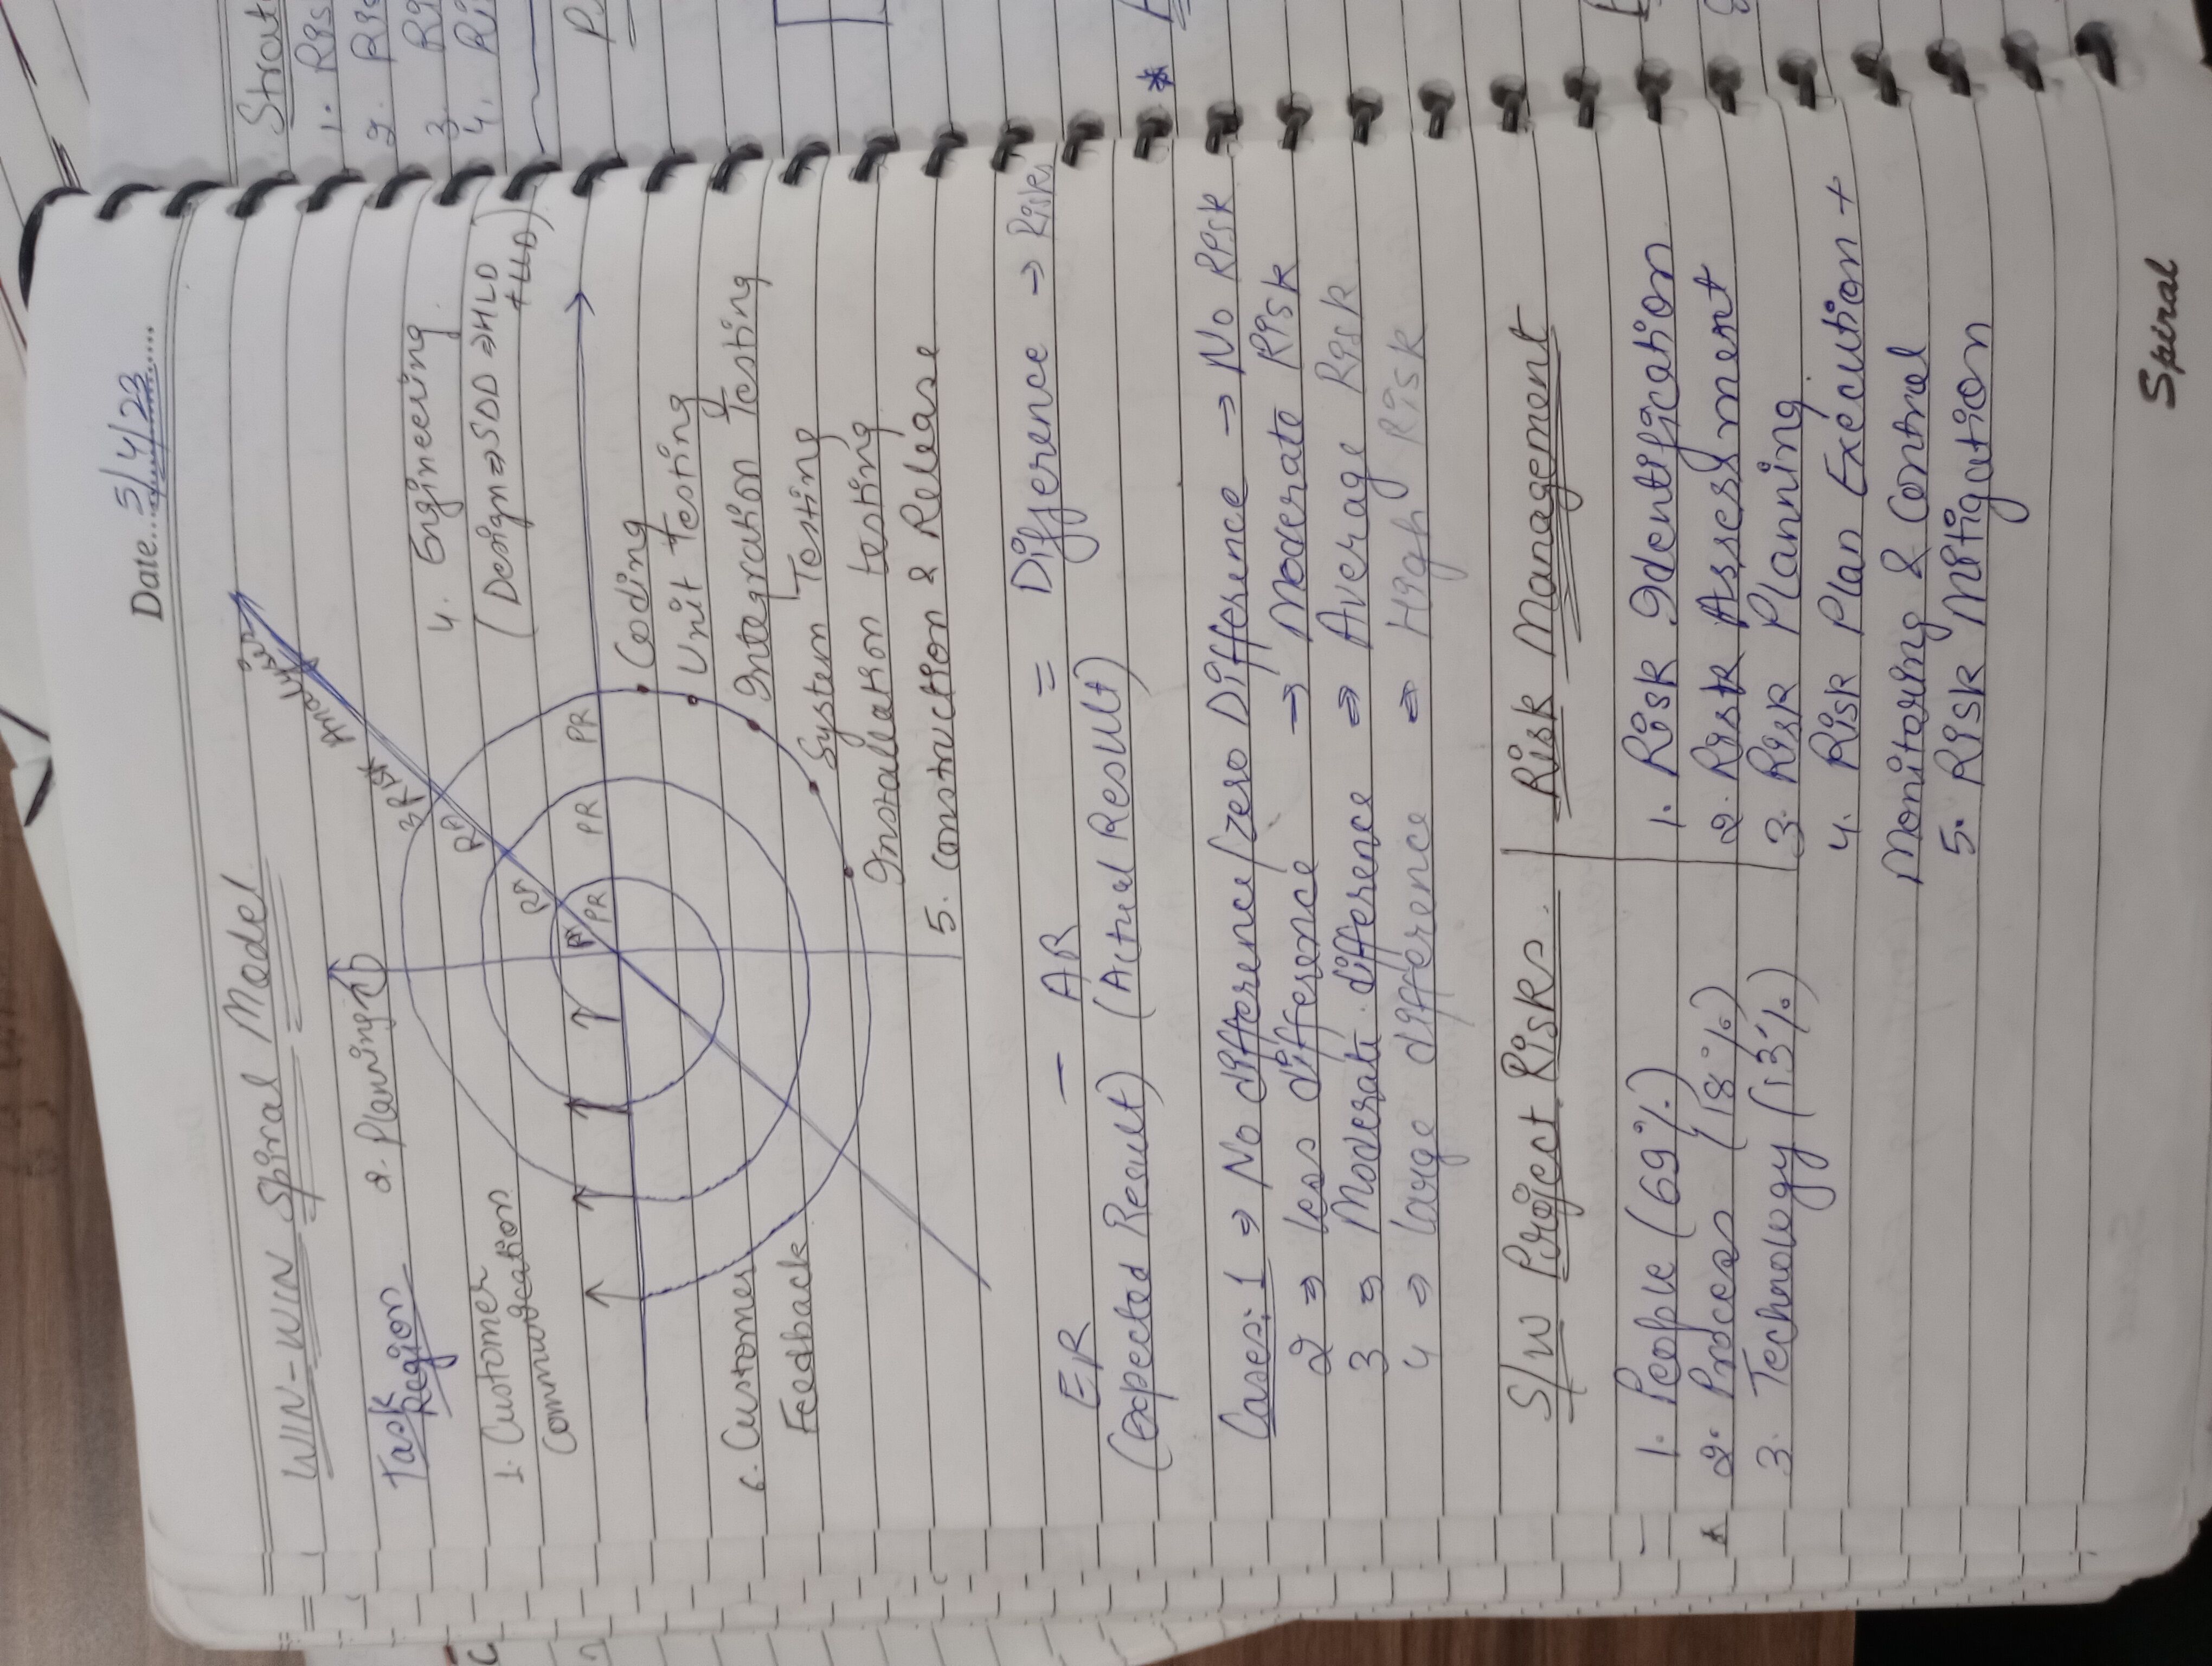 Date... 5/4/23
WIN-WIN Spiral Model
Task Region
2. Planning
3 Risk Analysis
1. Customer
Communication
4. Engineering
(Design⇒SDD⇒HLD
+LLD)
RA
RA
PR
PR
PR
Coding
Unit testing
Integration Testing
System Testing
Installation testing
5. Construction & Release
6. Customer
Feedback
ER - AR = Difference → Risk
(Expected Result) (Actual Result)
Cases: 1 ⇒ No difference/zero Difference → No Risk
2 ⇒ less difference → Moderate Risk
3 ⇒ Moderate difference ⇒ Average Risk
4 ⇒ large difference ⇒ High Risk
S/W Project Risks.
1. People (69%)
2. Process (18%)
3. Technology (13%)
Risk Management
1. Risk Identification
2. Risk Assessment
3. Risk Planning
4. Risk Plan Execution +
Monitoring & Control
5. Risk Mitigation
Spiral
Strat
1. Ris
2. Ris
3. Ri
4. Ri